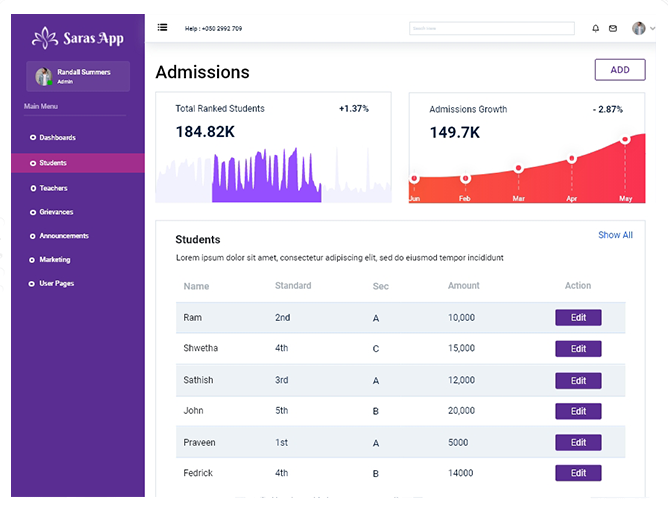 Saras App
Help : +050 2992 709
Randall Summers
Admin
Main Menu
Dashboards
Students
Teachers
Grievances
Announcements
Marketing
User Pages
Admissions
ADD
Total Ranked Students +1.37%
184.82K
Admissions Growth - 2.87%
149.7K
Jun Feb Mar Apr May
Students Show All
Lorem ipsum dolor sit amet, consectetur adipiscing elit, sed do eiusmod tempor incididunt
Name Standard Sec Amount Action
Ram 2nd A 10,000 Edit
Shwetha 4th C 15,000 Edit
Sathish 3rd A 12,000 Edit
John 5th B 20,000 Edit
Praveen 1st A 5000 Edit
Fedrick 4th B 14000 Edit